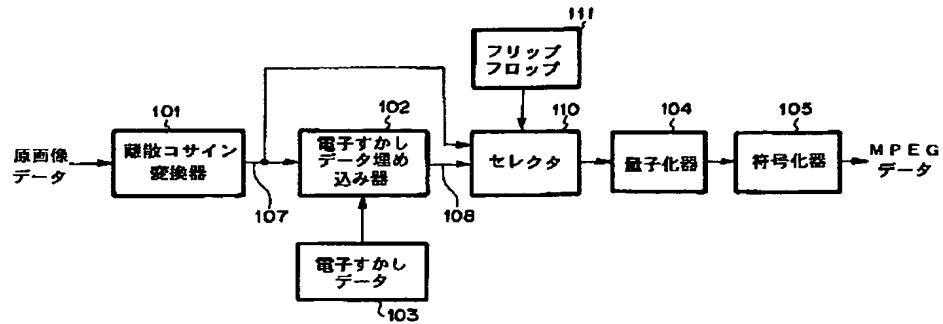 111
フリップ
フロップ
101
102
110
104
105
原画像
データ
離散コサイン
変換器
電子すかし
データ埋め
込み器
セレクタ
量子化器
符号化器
MPEG
データ
107
108
電子すかし
データ
103